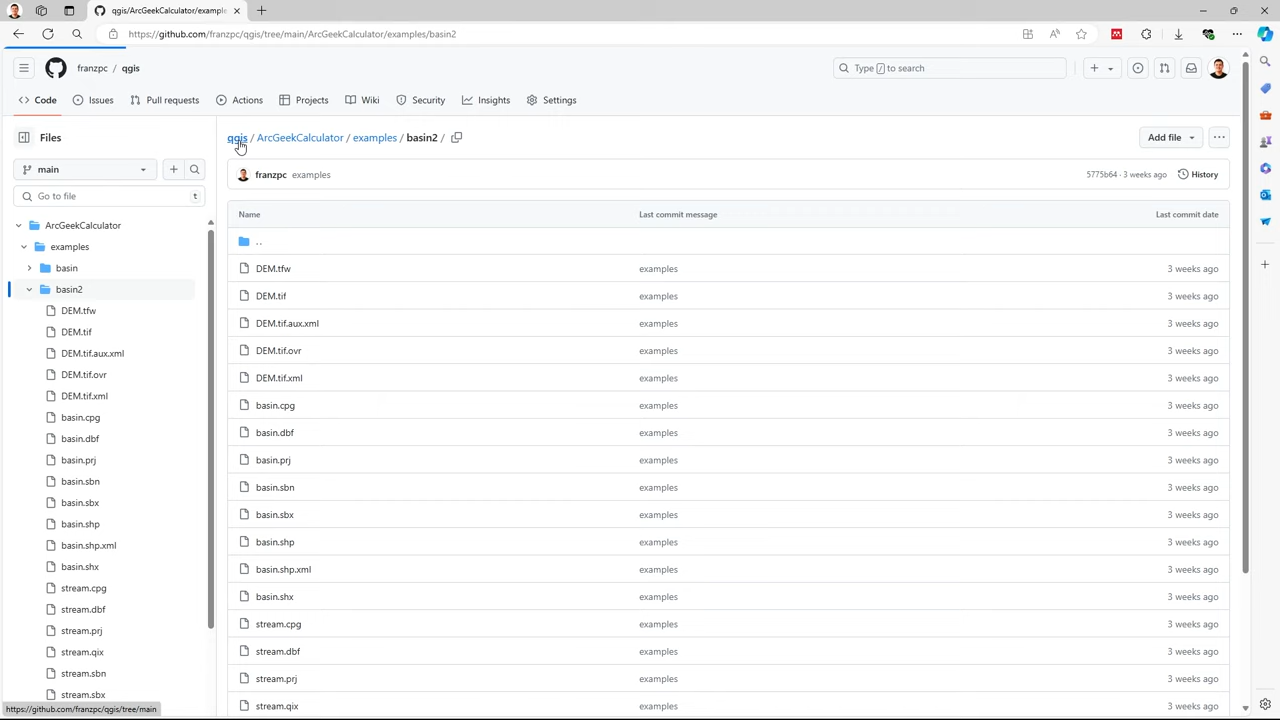 qgis/ArcGeekCalculator/example
https://github.com/franzpc/qgis/tree/main/ArcGeekCalculator/examples/basin2
franzpc / qgis
Type / to search
Code
Issues
Pull requests
Actions
Projects
Wiki
Security
Insights
Settings
Files
qgis / ArcGeekCalculator / examples / basin2 /
Add file
main
franzpc examples
5775b64 · 3 weeks ago
History
Go to file
t
Name
Last commit message
Last commit date
ArcGeekCalculator
examples
basin
basin2
DEM.tfw
DEM.tif
DEM.tif.aux.xml
DEM.tif.ovr
DEM.tif.xml
basin.cpg
basin.dbf
basin.prj
basin.sbn
basin.sbx
basin.shp
basin.shp.xml
basin.shx
stream.cpg
stream.dbf
stream.prj
stream.qix
stream.sbn
stream.sbx
. .
DEM.tfw examples 3 weeks ago
DEM.tif examples 3 weeks ago
DEM.tif.aux.xml examples 3 weeks ago
DEM.tif.ovr examples 3 weeks ago
DEM.tif.xml examples 3 weeks ago
basin.cpg examples 3 weeks ago
basin.dbf examples 3 weeks ago
basin.prj examples 3 weeks ago
basin.sbn examples 3 weeks ago
basin.sbx examples 3 weeks ago
basin.shp examples 3 weeks ago
basin.shp.xml examples 3 weeks ago
basin.shx examples 3 weeks ago
stream.cpg examples 3 weeks ago
stream.dbf examples 3 weeks ago
stream.prj examples 3 weeks ago
stream.qix examples 3 weeks ago
https://github.com/franzpc/qgis/tree/main